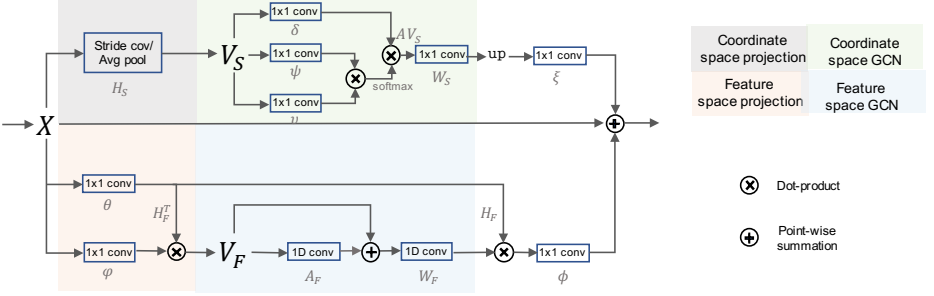 1x1 conv
δ
Stride cov/
Avg pool
H_S
V_S
1x1 conv
ψ
AV_S
softmax
1x1 conv
W_S
up
1x1 conv
ξ
1x1 conv
υ
X
1x1 conv
θ
H_F^T
H_F
1x1 conv
φ
V_F
1D conv
A_F
1D conv
W_F
1x1 conv
ϕ
Coordinate
space projection
Coordinate
space GCN
Feature
space projection
Feature
space GCN
Dot-product
Point-wise
summation